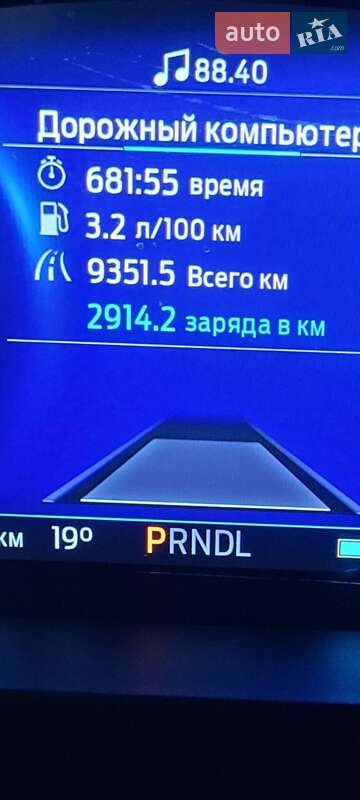 auto RIA .com
88.40
Дорожный компьютер
681:55 время
3.2 л/100 км
9351.5 Всего км
2914.2 заряда в км
км 19° PRNDL